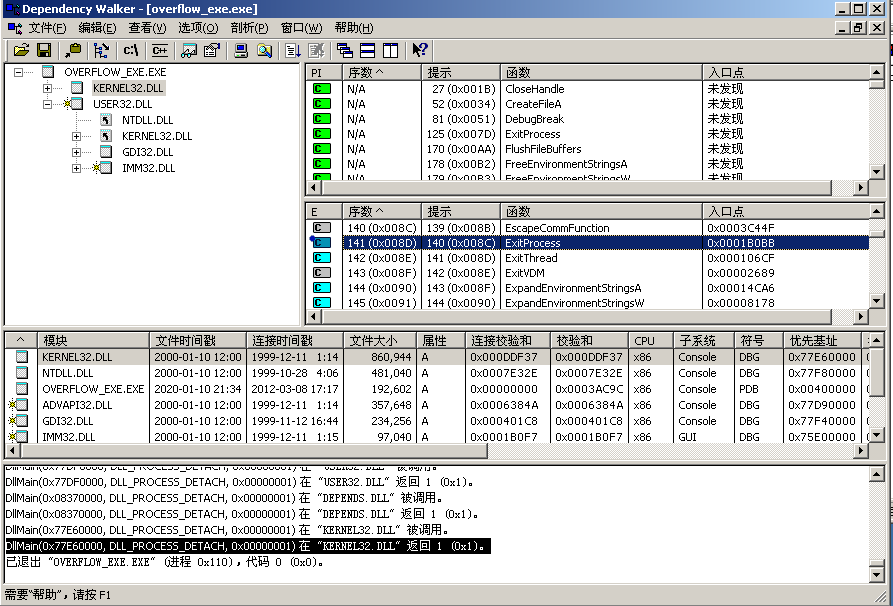 Dependency Walker - [overflow_exe.exe]
文件(F) 编辑(E) 查看(V) 选项(O) 剖析(P) 窗口(W) 帮助(H)
c:\ C++
OVERFLOW_EXE.EXE
KERNEL32.DLL
USER32.DLL
NTDLL.DLL
KERNEL32.DLL
GDI32.DLL
IMM32.DLL
PI 序数 ^ 提示 函数 入口点
C N/A 27 (0x001B) CloseHandle 未发现
C N/A 52 (0x0034) CreateFileA 未发现
C N/A 81 (0x0051) DebugBreak 未发现
C N/A 125 (0x007D) ExitProcess 未发现
C N/A 170 (0x00AA) FlushFileBuffers 未发现
C N/A 178 (0x00B2) FreeEnvironmentStringsA 未发现
C N/A 179 (0x00B3) FreeEnvironmentStringsW 未发现
E 序数 ^ 提示 函数 入口点
C 140 (0x008C) 139 (0x008B) EscapeCommFunction 0x0003C44F
C 141 (0x008D) 140 (0x008C) ExitProcess 0x0001B0BB
C 142 (0x008E) 141 (0x008D) ExitThread 0x000106CF
C 143 (0x008F) 142 (0x008E) ExitVDM 0x00002689
C 144 (0x0090) 143 (0x008F) ExpandEnvironmentStringsA 0x00014CA6
C 145 (0x0091) 144 (0x0090) ExpandEnvironmentStringsW 0x00008178
^ 模块 文件时间戳 连接时间戳 文件大小 属性 连接校验和 校验和 CPU 子系统 符号 优先基址
KERNEL32.DLL 2000-01-10 12:00 1999-12-11 1:14 860,944 A 0x000DDF37 0x000DDF37 x86 Console DBG 0x77E60000
NTDLL.DLL 2000-01-10 12:00 1999-10-28 4:06 481,040 A 0x0007E32E 0x0007E32E x86 Console DBG 0x77F80000
OVERFLOW_EXE.EXE 2020-01-10 21:34 2012-03-08 17:17 192,602 A 0x00000000 0x0003AC9C x86 Console PDB 0x00400000
ADVAPI32.DLL 2000-01-10 12:00 1999-12-11 1:14 357,648 A 0x0006384A 0x0006384A x86 Console DBG 0x77D90000
GDI32.DLL 2000-01-10 12:00 1999-11-12 16:44 234,256 A 0x000401C8 0x000401C8 x86 Console DBG 0x77F40000
IMM32.DLL 2000-01-10 12:00 1999-12-11 1:15 97,040 A 0x0001B0F7 0x0001B0F7 x86 GUI DBG 0x75E00000
DllMain(0x77DF0000, DLL_PROCESS_DETACH, 0x00000001) 在 “USER32.DLL” 被调用。
DllMain(0x77DF0000, DLL_PROCESS_DETACH, 0x00000001) 在 “USER32.DLL” 返回 1 (0x1)。
DllMain(0x08370000, DLL_PROCESS_DETACH, 0x00000001) 在 “DEPENDS.DLL” 被调用。
DllMain(0x08370000, DLL_PROCESS_DETACH, 0x00000001) 在 “DEPENDS.DLL” 返回 1 (0x1)。
DllMain(0x77E60000, DLL_PROCESS_DETACH, 0x00000001) 在 “KERNEL32.DLL” 被调用。
DllMain(0x77E60000, DLL_PROCESS_DETACH, 0x00000001) 在 “KERNEL32.DLL” 返回 1 (0x1)。
已退出 “OVERFLOW_EXE.EXE” (进程 0x110)，代码 0 (0x0)。
需要“帮助”，请按 F1